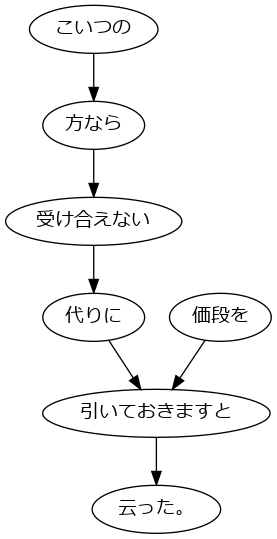 こいつの
方なら
受け合えない
代りに
価段を
引いておきますと
云った。